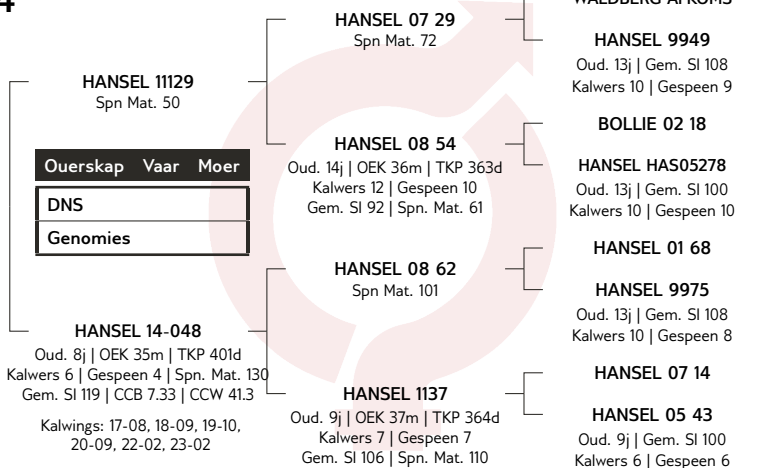 HANSEL 11129
Spn Mat. 50
Ouerskap Vaar Moer
DNS
Genomies
HANSEL 14-048
Oud. 8j | OEK 35m | TKP 401d
Kalwers 6 | Gespeen 4 | Spn. Mat. 130
Gem. SI 119 | CCB 7.33 | CCW 41.3
Kalwings: 17-08, 18-09, 19-10,
20-09, 22-02, 23-02
HANSEL 07 29
Spn Mat. 72
HANSEL 08 54
Oud. 14j | OEK 36m | TKP 363d
Kalwers 12 | Gespeen 10
Gem. SI 92 | Spn. Mat. 61
HANSEL 08 62
Spn Mat. 101
HANSEL 1137
Oud. 9j | OEK 37m | TKP 364d
Kalwers 7 | Gespeen 7
Gem. SI 106 | Spn. Mat. 110
HANSEL 9949
Oud. 13j | Gem. SI 108
Kalwers 10 | Gespeen 9
BOLLIE 02 18
HANSEL HAS05278
Oud. 13j | Gem. SI 100
Kalwers 10 | Gespeen 10
HANSEL 01 68
HANSEL 9975
Oud. 13j | Gem. SI 108
Kalwers 10 | Gespeen 8
HANSEL 07 14
HANSEL 05 43
Oud. 9j | Gem. SI 100
Kalwers 6 | Gespeen 6